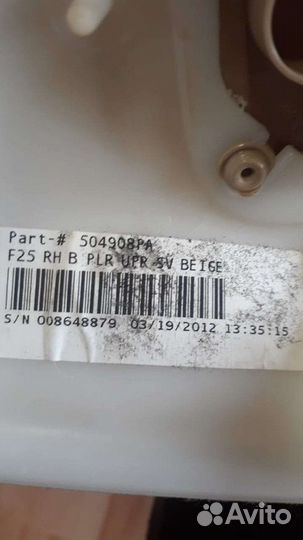 Part-# 504908PA
F25 RH B PLR UPR SV BEIGE
S/N 008648879 03/19/2012 13:35:15
Avito